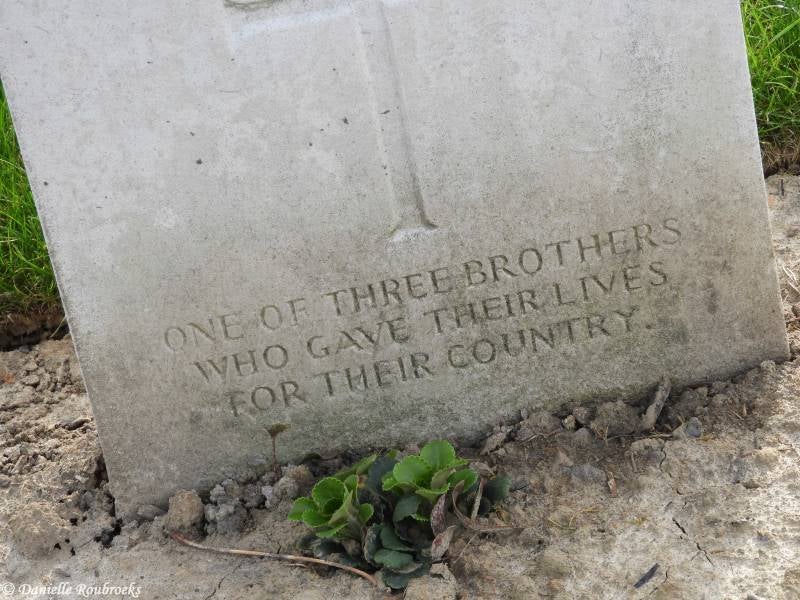 ONE OF THREE BROTHERS
WHO GAVE THEIR LIVES
FOR THEIR COUNTRY.
© Danielle Roubroeks